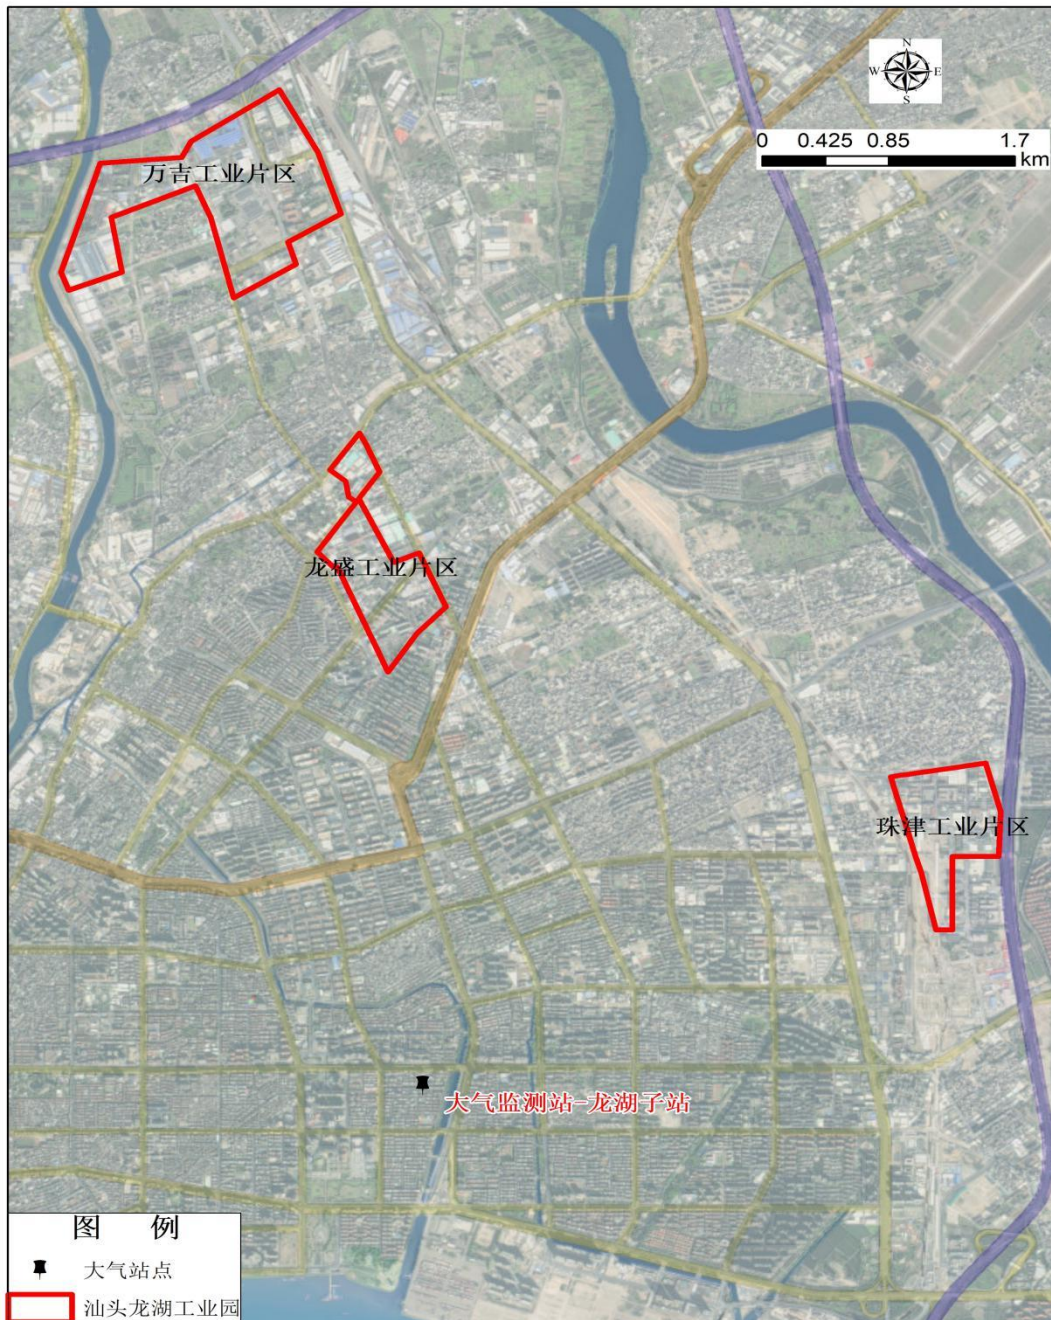 N
W E
S
0 0.425 0.85 1.7
km
万吉工业片区
龙盛工业片区
珠津工业片区
大气监测站-龙湖子站
图 例
大气站点
汕头龙湖工业园